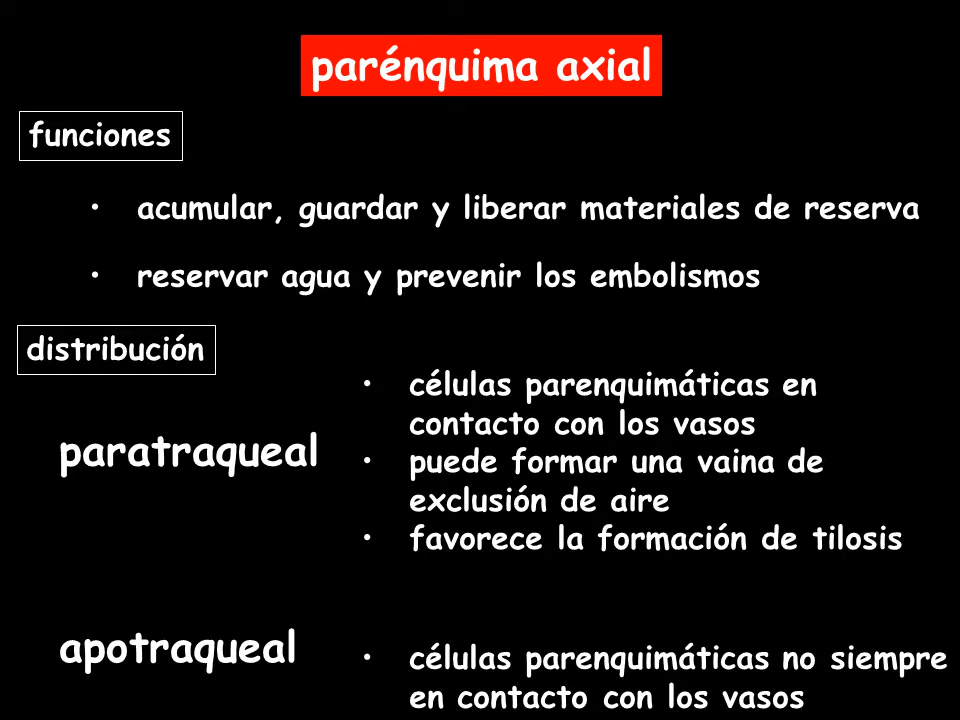 parénquima axial
funciones
• acumular, guardar y liberar materiales de reserva
• reservar agua y prevenir los embolismos
distribución
paratraqueal
• células parenquimáticas en
contacto con los vasos
• puede formar una vaina de
exclusión de aire
• favorece la formación de tilosis
apotraqueal
• células parenquimáticas no siempre
en contacto con los vasos